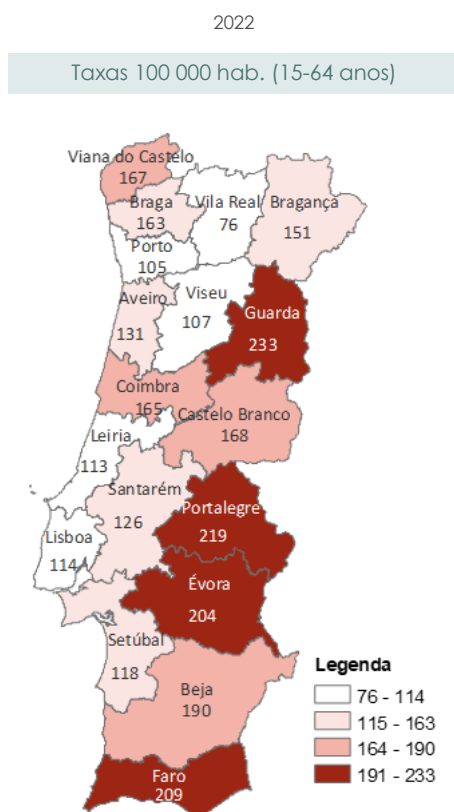 2022
Taxas 100 000 hab. (15-64 anos)
Viana do Castelo
167
Braga
163
Vila Real
76
Bragança
151
Porto
105
Aveiro
131
Viseu
107
Guarda
233
Coimbra
165
Castelo Branco
168
Leiria
113
Santarém
126
Portalegre
219
Lisboa
114
Évora
204
Setúbal
118
Beja
190
Faro
209
Legenda
76 - 114
115 - 163
164 - 190
191 - 233